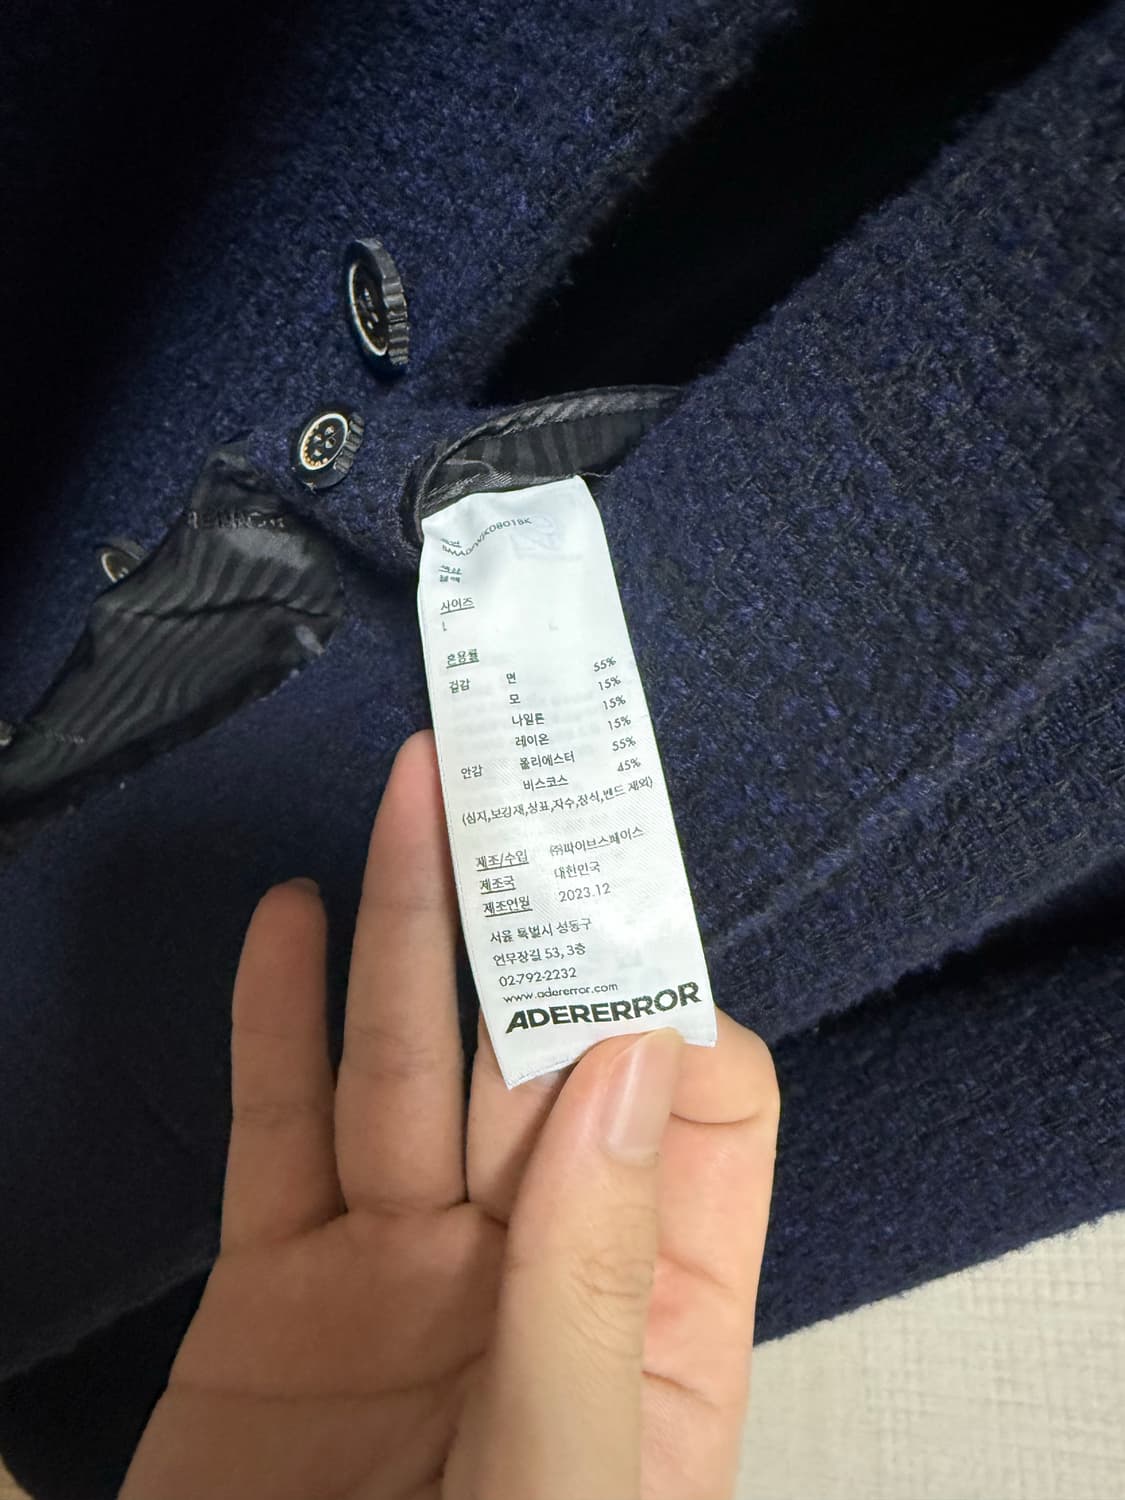 품번
사이즈
혼용률
겉감 면 55%
모 15%
나일론 15%
레이온 15%
안감 폴리에스터 55%
비스코스 45%
(심지,보강재,상표,자수,장식,밴드 제외)
제조/수입 ㈜파이브스페이스
제조국 대한민국
제조연월 2023.12
서울 특별시 성동구
연무장길 53, 3층
02-792-2232
www.adererror.com
ADERERROR